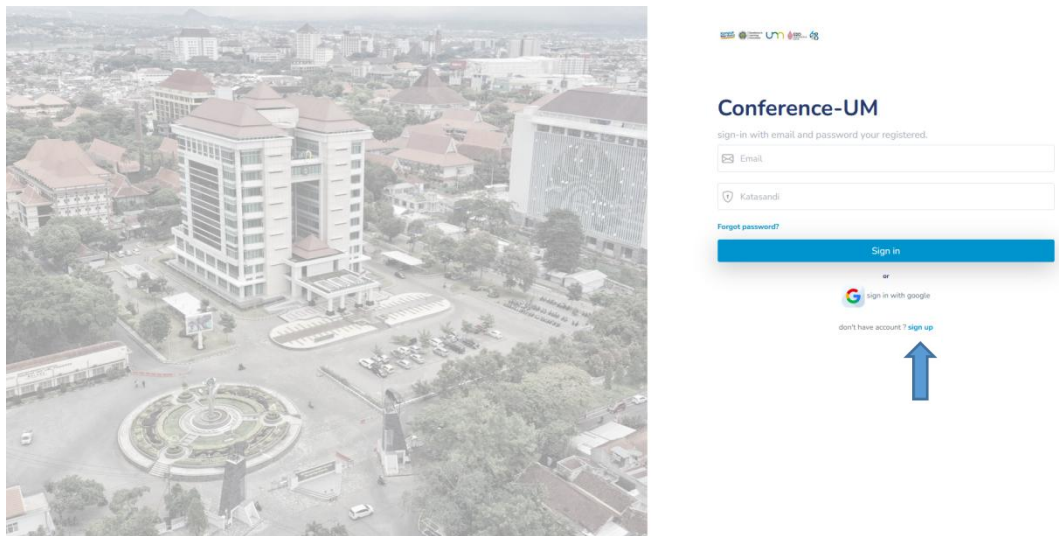 UM
Conference-UM
sign-in with email and password your registered.
Email
Katasandi
Forgot password?
Sign in
or
sign in with google
don't have account ? sign up